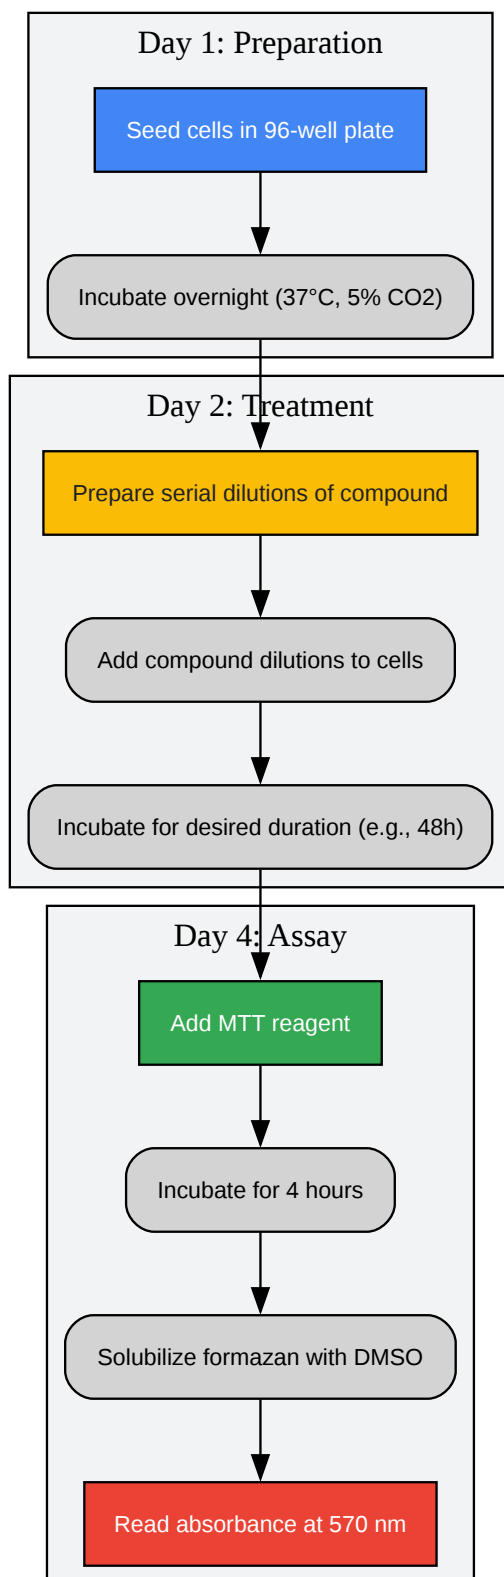 Day 1: Preparation
Seed cells in 96-well plate
Incubate overnight (37°C, 5% CO2)
Day 2: Treatment
Prepare serial dilutions of compound
Add compound dilutions to cells
Incubate for desired duration (e.g., 48h)
Day 4: Assay
Add MTT reagent
Incubate for 4 hours
Solubilize formazan with DMSO
Read absorbance at 570 nm